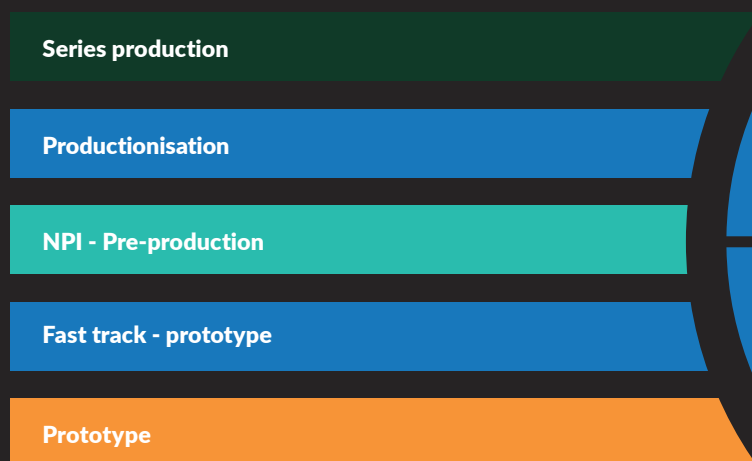 Series production
Productionisation
NPI - Pre-production
Fast track - prototype
Prototype